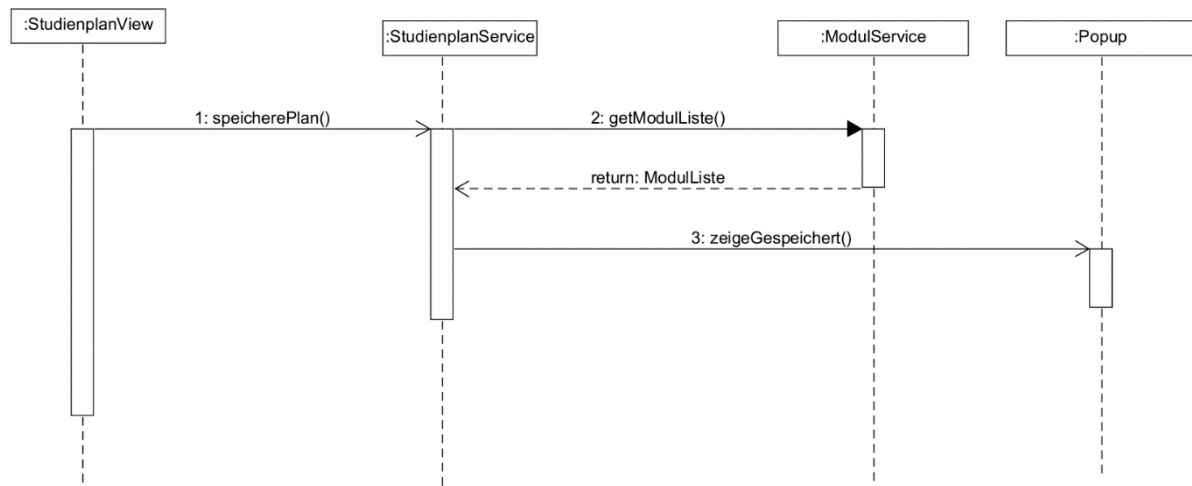 :StudienplanView
:StudienplanService
:ModulService
:Popup
1: speicherePlan()
2: getModulListe()
return: ModulListe
3: zeigeGespeichert()